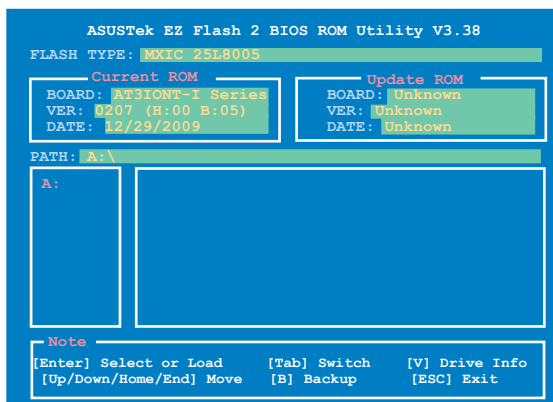 ASUSTek EZ Flash 2 BIOS ROM Utility V3.38
FLASH TYPE: MXIC 25L8005
Current ROM
BOARD: AT3IONT-I Series
VER: 0207 (H:00 B:05)
DATE: 12/29/2009
Update ROM
BOARD: Unknown
VER: Unknown
DATE: Unknown
PATH: A:\
A:
Note
[Enter] Select or Load [Tab] Switch [V] Drive Info
[Up/Down/Home/End] Move [B] Backup [ESC] Exit